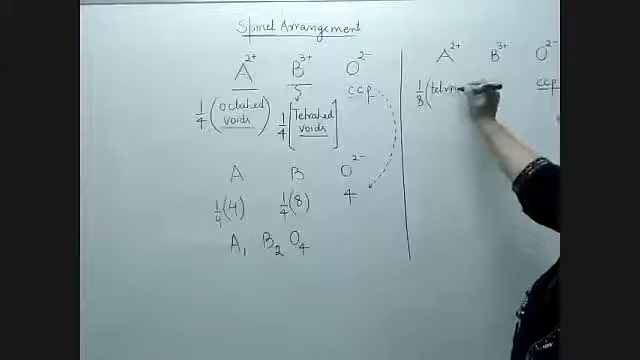 Spinel Arrangement
A2+ B3+ O2-
ccp
1/4 (Octahed voids) 1/4 [Tetrahed voids]
A B O2-
1/4(4) 1/4(8) 4
A1 B2 O4
A2+ B3+ O2-
1/8 ( ccp